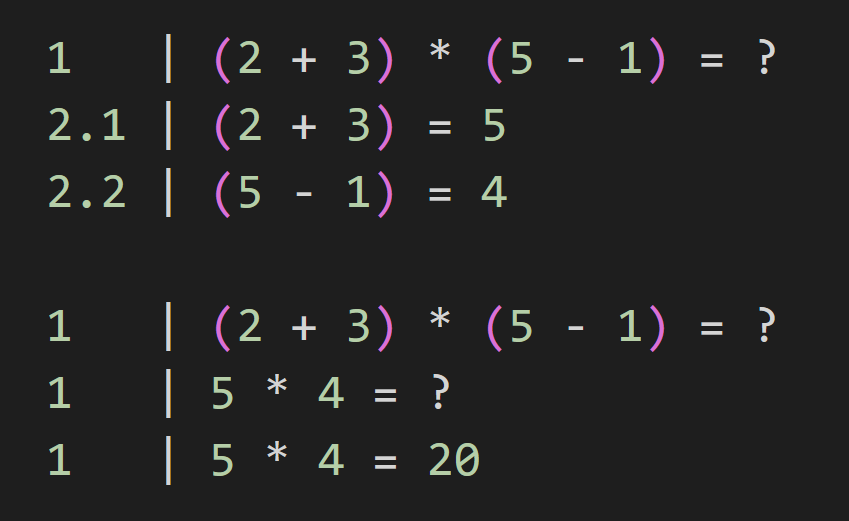 1   | (2 + 3) * (5 - 1) = ?
2.1 | (2 + 3) = 5
2.2 | (5 - 1) = 4

1   | (2 + 3) * (5 - 1) = ?
1   | 5 * 4 = ?
1   | 5 * 4 = 20